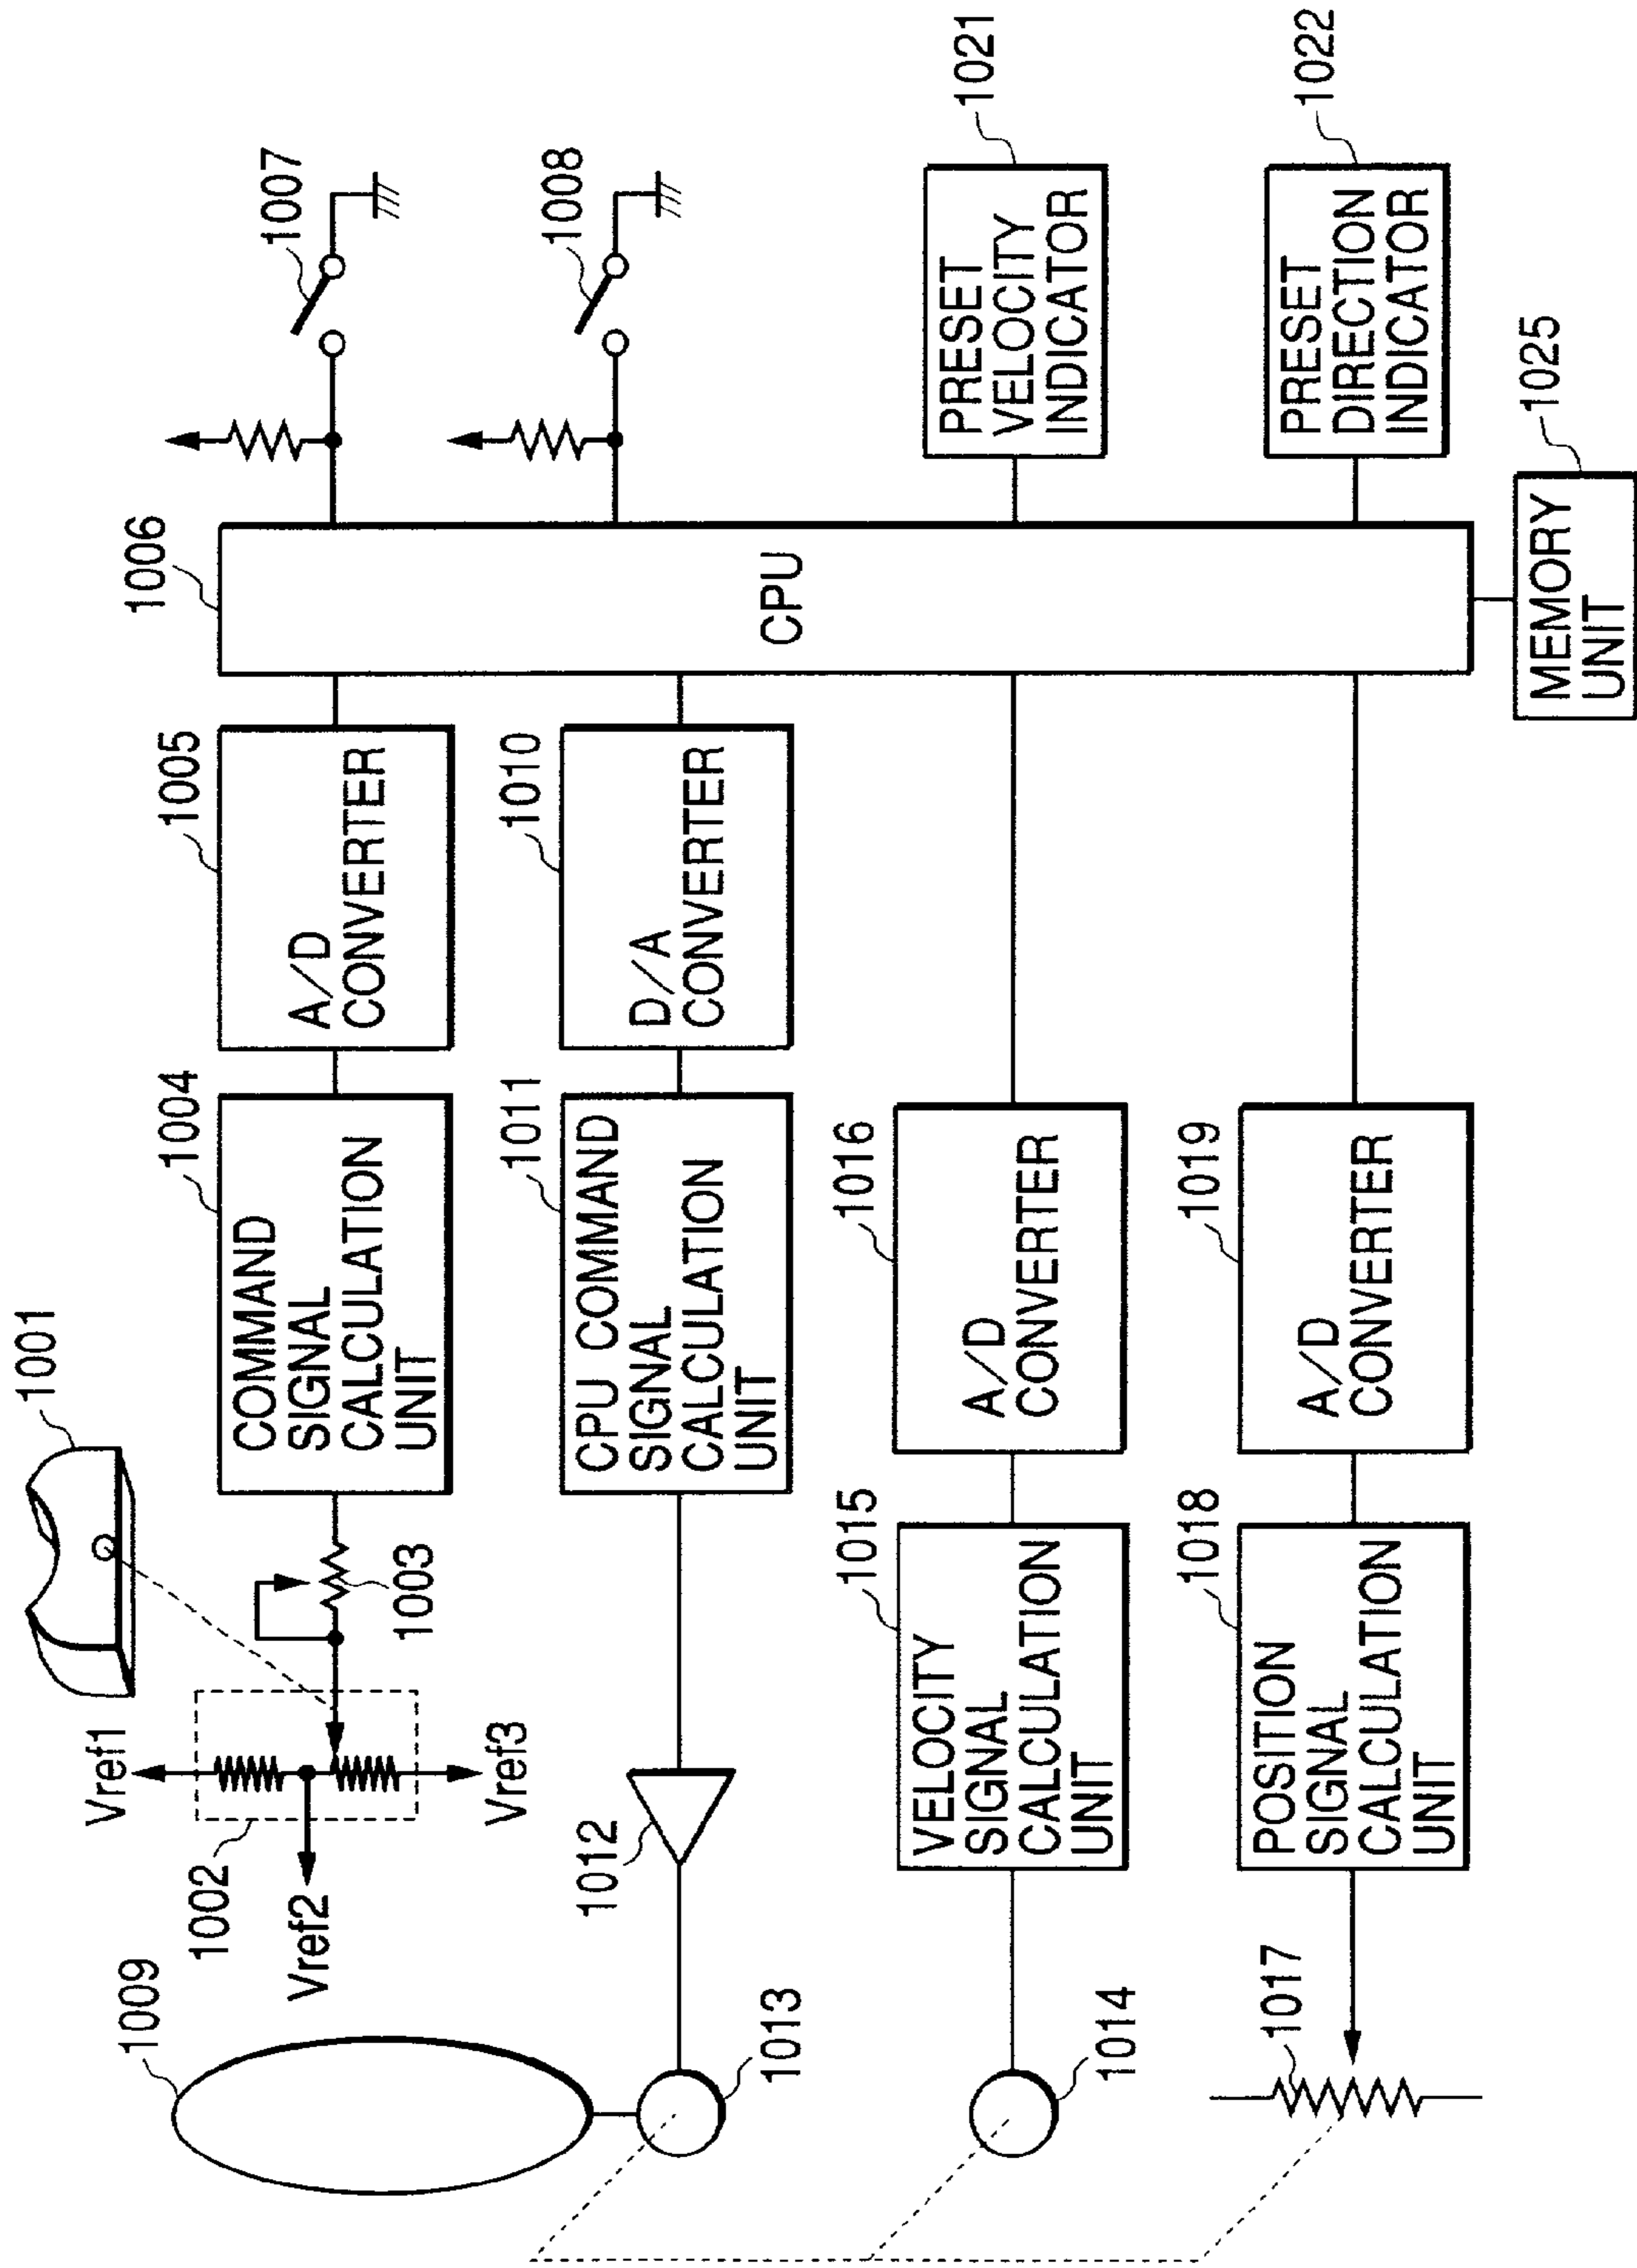 1001
Vref1
1002
Vref2
Vref3
1003
1004
COMMAND
SIGNAL
CALCULATION
UNIT
1005
A/D
CONVERTER
1006
CPU
1007
1008
1009
1013
1012
1011
CPU COMMAND
SIGNAL
CALCULATION
UNIT
1010
D/A
CONVERTER
1014
1015
VELOCITY
SIGNAL
CALCULATION
UNIT
1016
A/D
CONVERTER
1021
PRESET
VELOCITY
INDICATOR
1017
1018
POSITION
SIGNAL
CALCULATION
UNIT
1019
A/D
CONVERTER
1022
PRESET
DIRECTION
INDICATOR
1025
MEMORY
UNIT